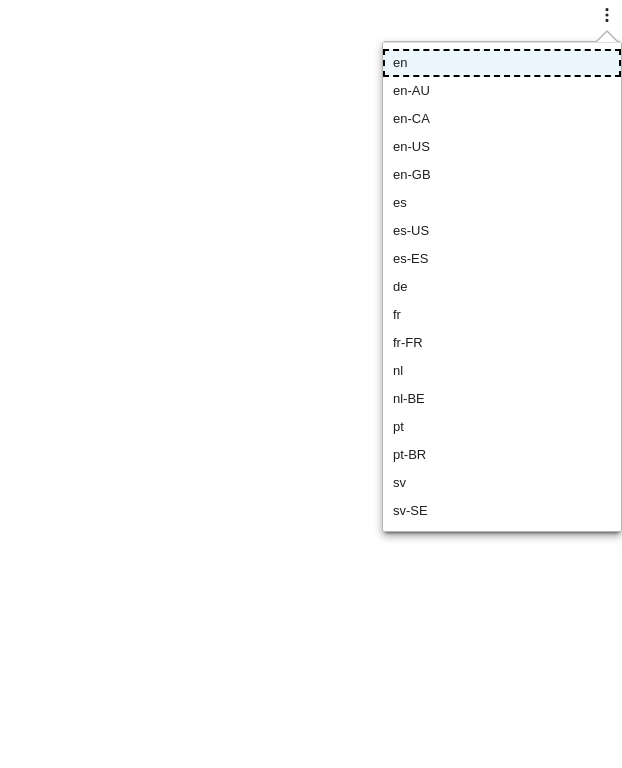 en
en-AU
en-CA
en-US
en-GB
es
es-US
es-ES
de
fr
fr-FR
nl
nl-BE
pt
pt-BR
sv
sv-SE